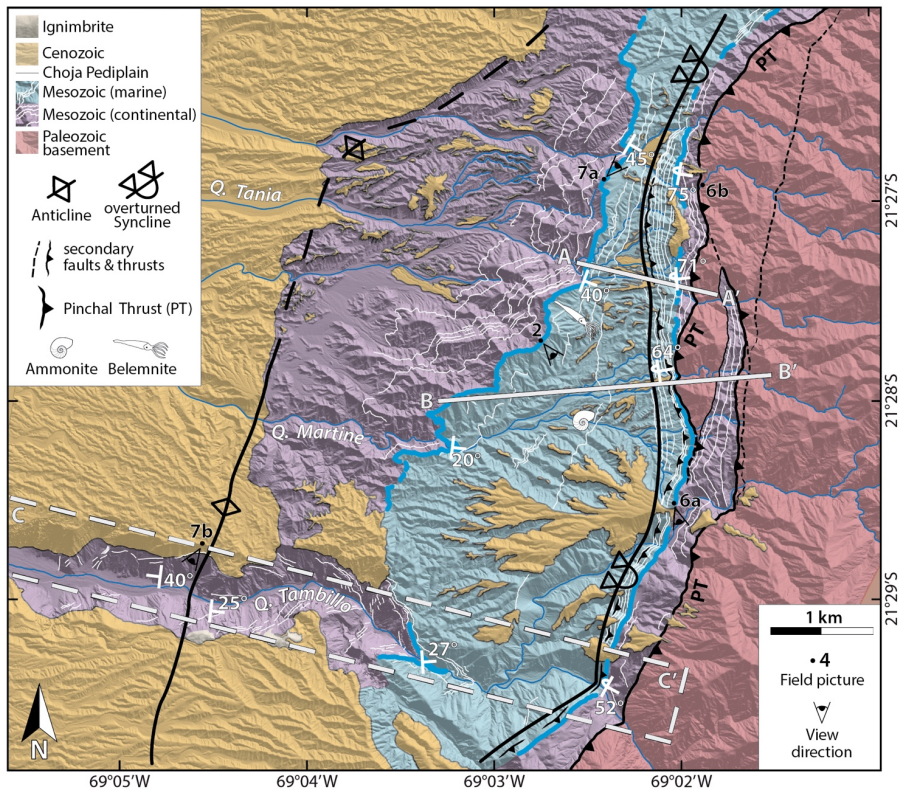 Ignimbrite
Cenozoic
Choja Pediplain
Mesozoic (marine)
Mesozoic (continental)
Paleozoic
basement
Anticline
overturned
Syncline
secondary
faults & thrusts
Pinchal Thrust (PT)
Ammonite
Belemnite
PT
45°
7a
75°
6b
Q. Tania
21°27'S
A
71°
40°
A'
2
PT
64°
B
B'
21°28'S
Q. Martine
20°
C
6a
7b
40°
25°
Q. Tambillo
PT
21°29'S
27°
C'
52°
N
1 km
4
Field picture
View
direction
69°05'W
69°04'W
69°03'W
69°02'W